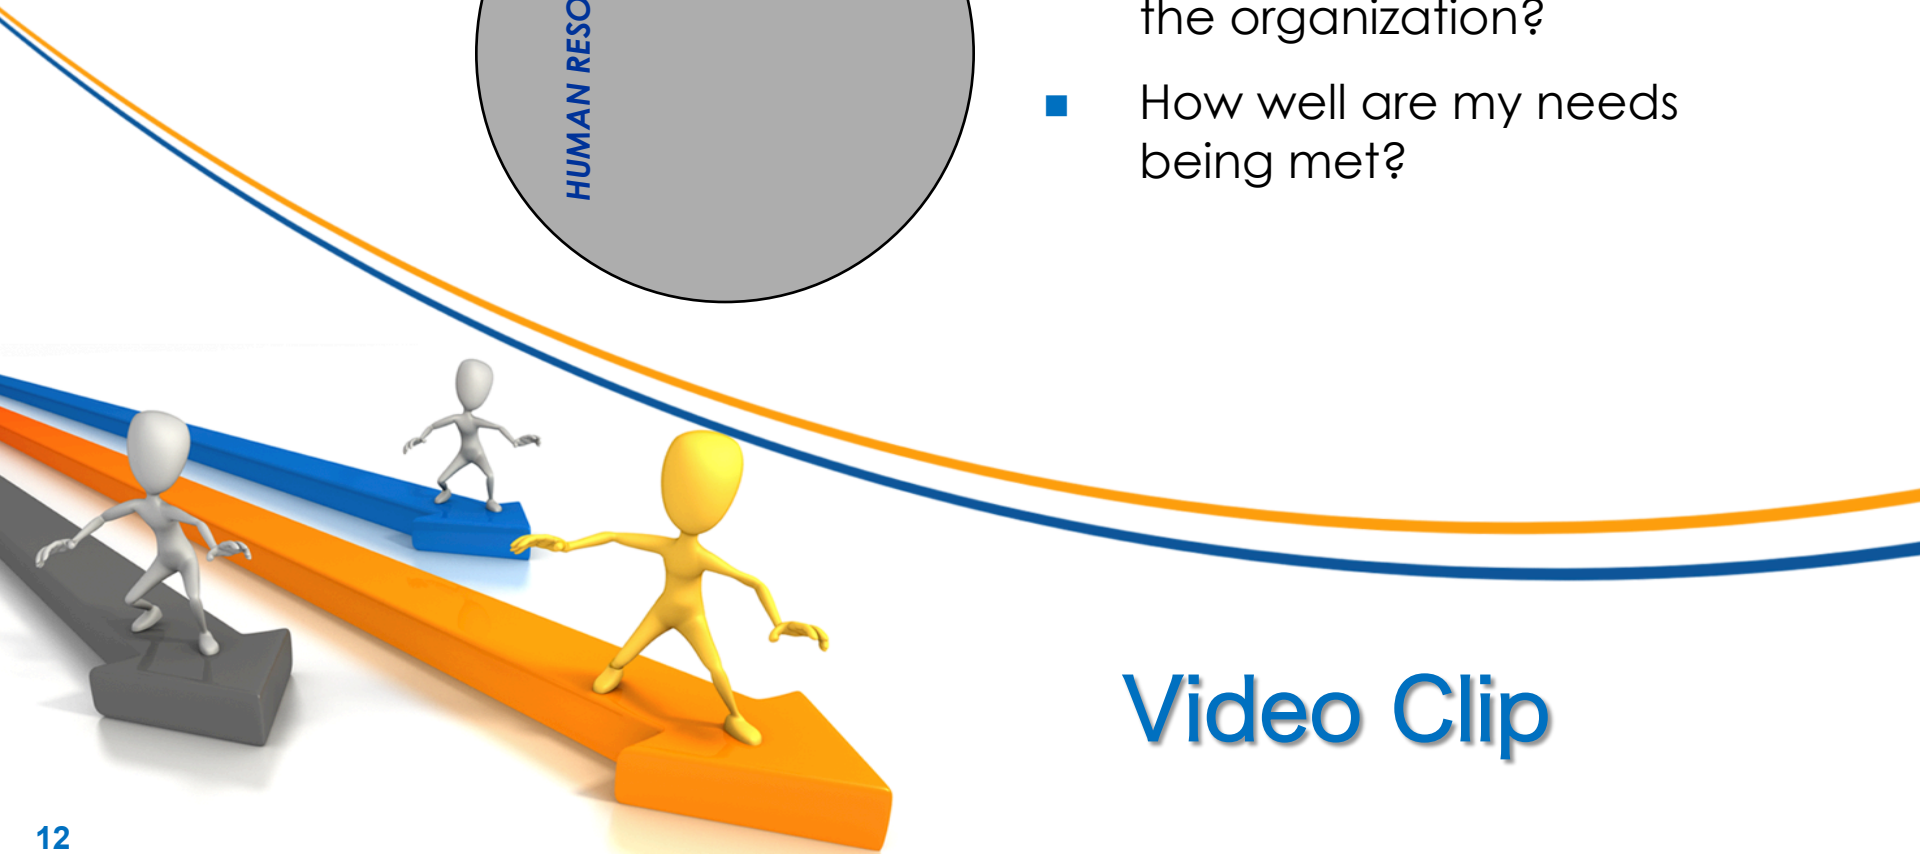 HUMAN RESO
the organization?
■ How well are my needs
being met?
Video Clip
12